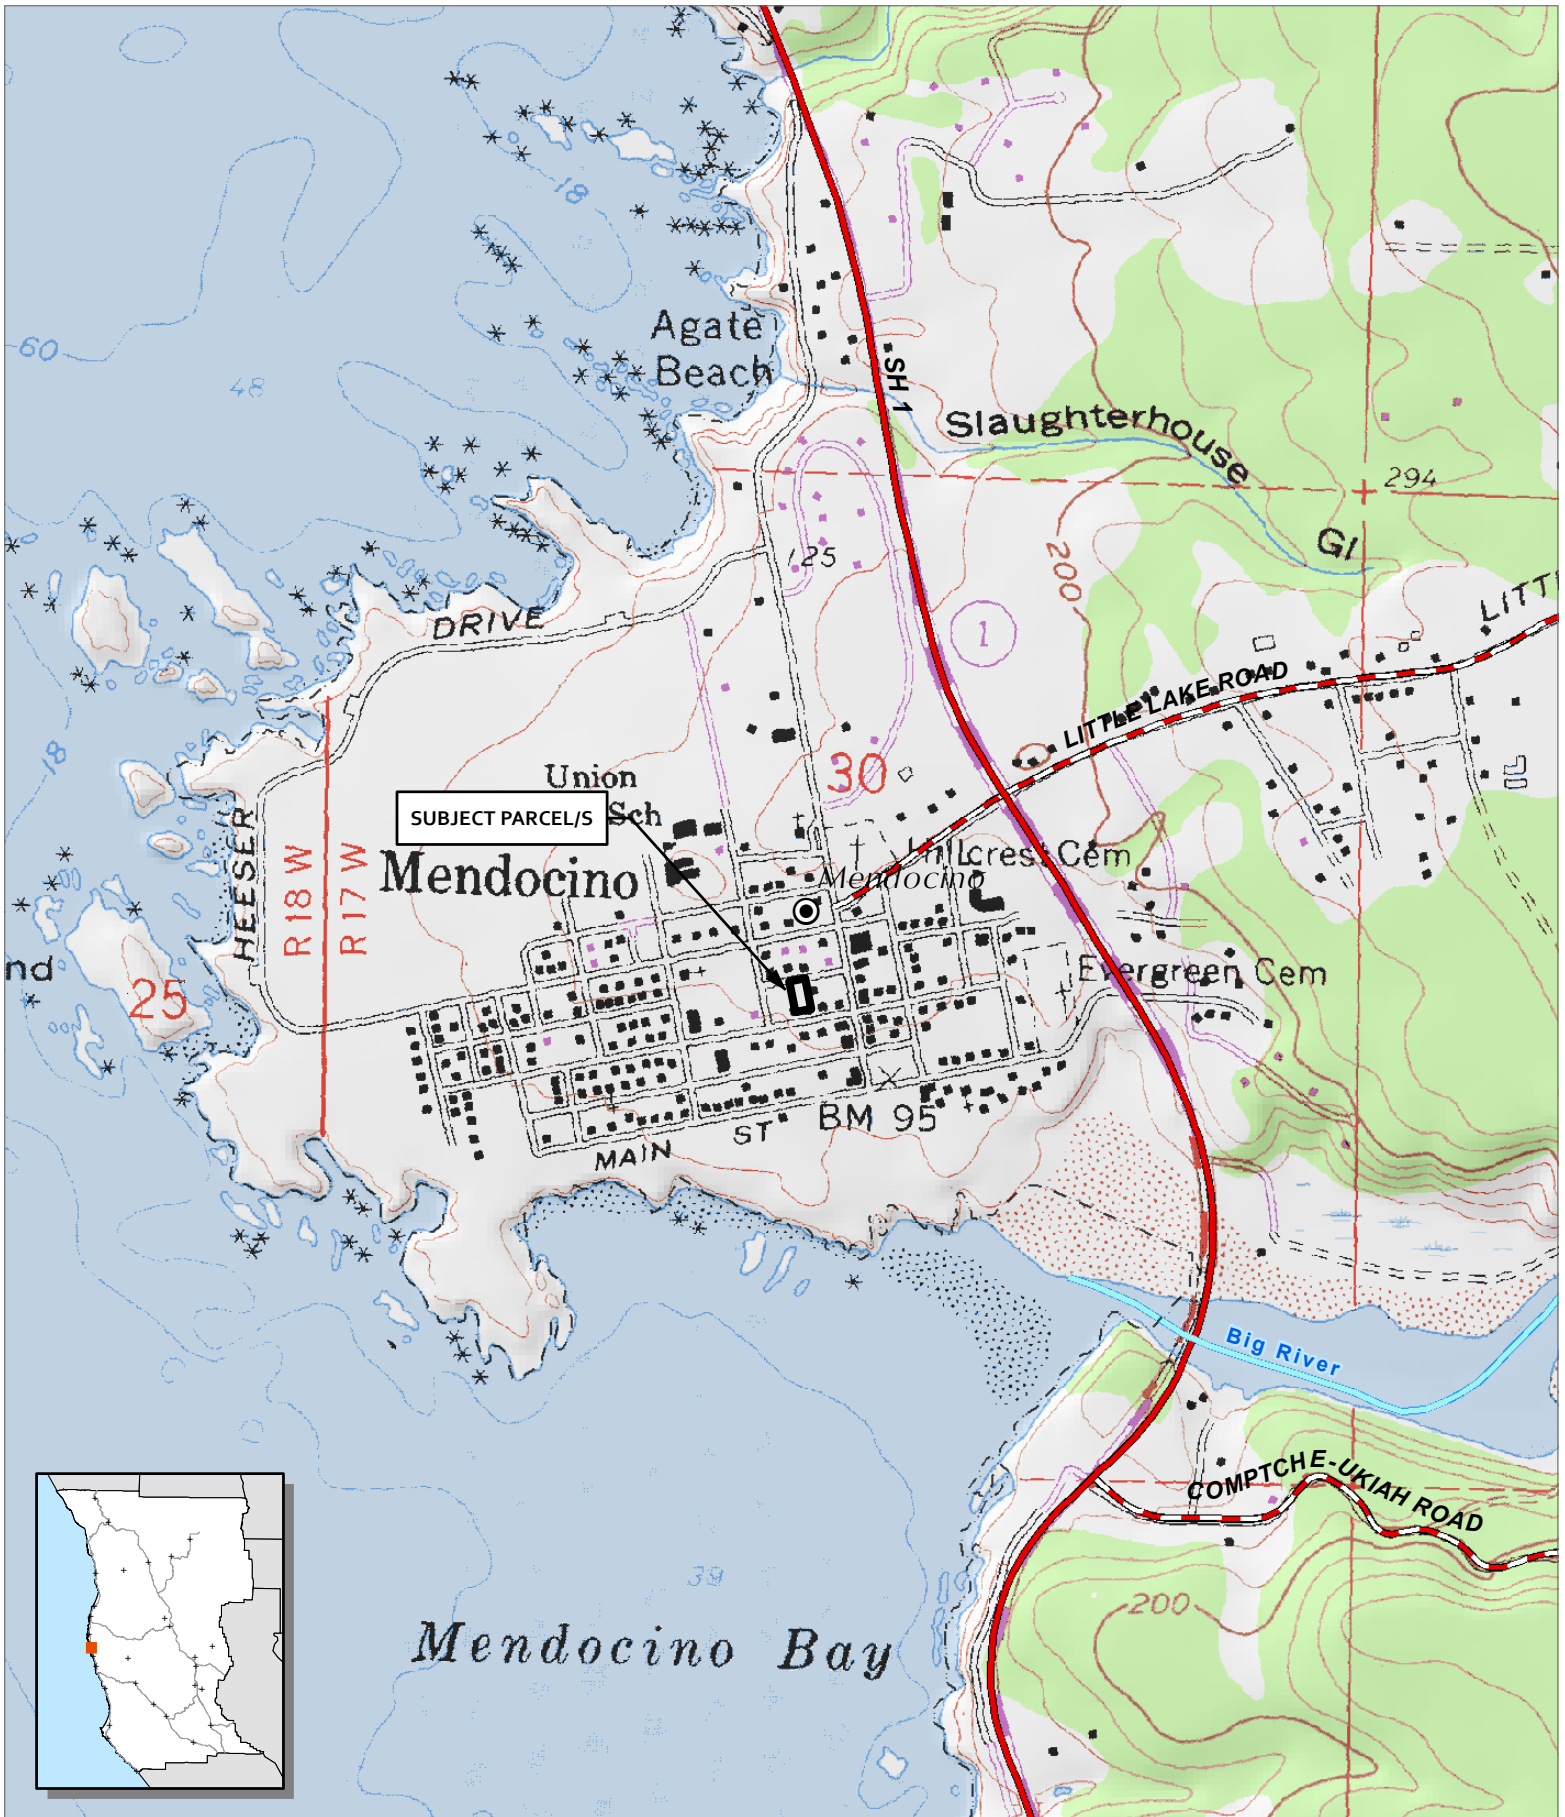 18
Agate
Beach
60
48
SH 1
Slaughterhouse
Gl
294
125
200
DRIVE
1
LITTL
LITTLE LAKE ROAD
18
30
Union
Sch
SUBJECT PARCEL/S
HEESER
R 18 W
R 17 W
Mendocino
Hillcrest Cem
Mendocino
nd
25
Evergreen Cem
BM 95
MAIN ST
Big River
COMPTCHE-UKIAH ROAD
39
200
Mendocino Bay